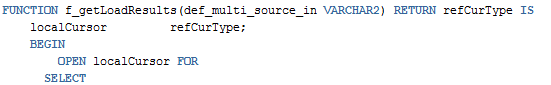 FUNCTION f_getLoadResults(def_multi_source_in VARCHAR2) RETURN refCurType IS
localCursor refCurType;
BEGIN
OPEN localCursor FOR
SELECT